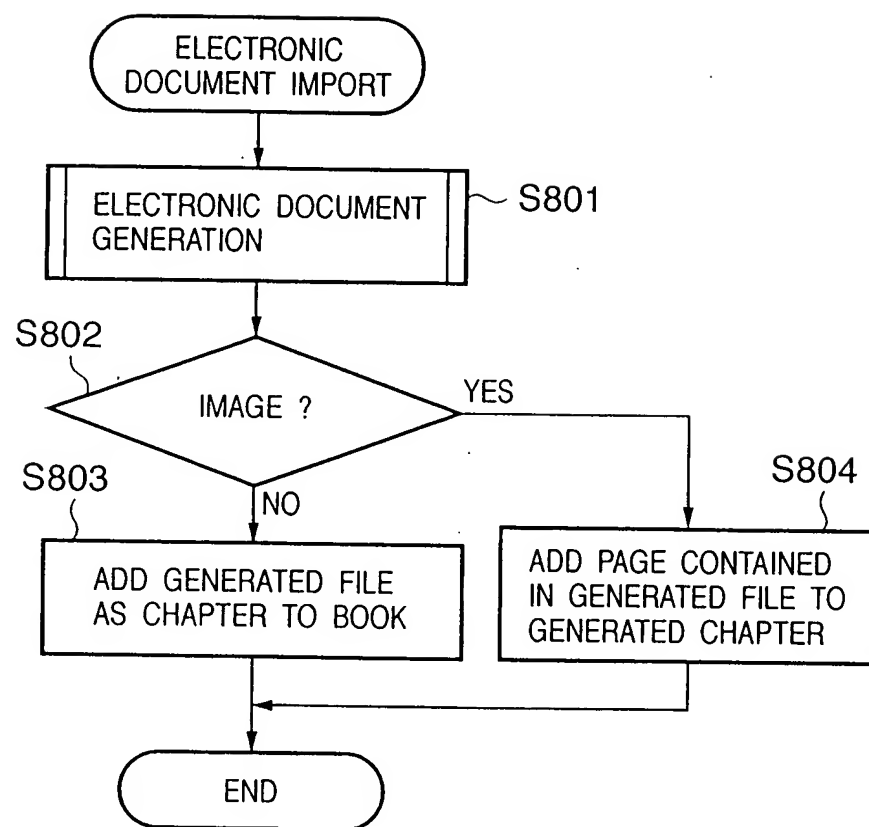 ELECTRONIC
DOCUMENT IMPORT
ELECTRONIC DOCUMENT
GENERATION
S801
S802
IMAGE ?
YES
S803
NO
S804
ADD GENERATED FILE
AS CHAPTER TO BOOK
ADD PAGE CONTAINED
IN GENERATED FILE TO
GENERATED CHAPTER
END